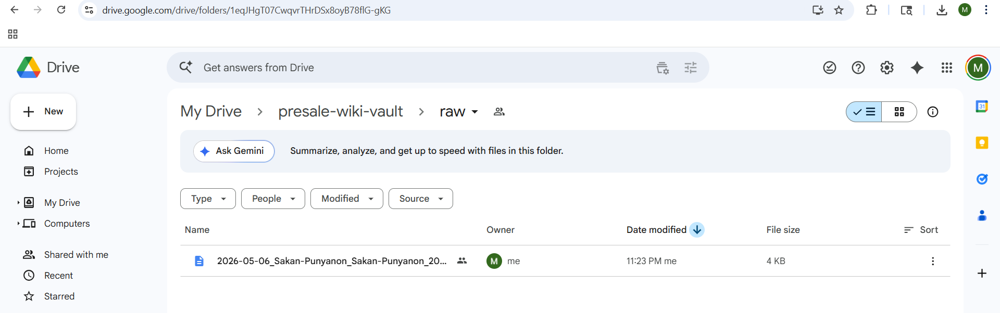 drive.google.com/drive/folders/1eqJHgT07CwqvrTHrDSx8oyB78flG-gKG
M
Drive
Get answers from Drive
M
New
My Drive > presale-wiki-vault > raw
31
Ask Gemini
Summarize, analyze, and get up to speed with files in this folder.
Home
Projects
My Drive
Computers
Shared with me
Recent
Starred
Type People Modified Source
Name Owner Date modified File size Sort
2026-05-06_Sakan-Punyanon_Sakan-Punyanon_20... M me 11:23 PM me 4 KB